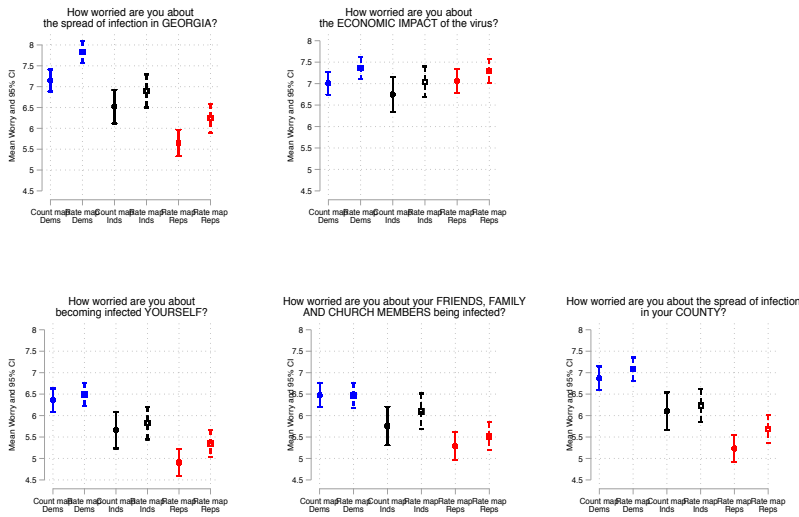 How worried are you about
the spread of infection in GEORGIA?
Mean Worry and 95% CI
8
7.5
7
6.5
6
5.5
5
4.5
Count map Rate map Count map Rate map Count map Rate map
Dems Dems Inds Inds Reps Reps
How worried are you about
the ECONOMIC IMPACT of the virus?
Mean Worry and 95% CI
8
7.5
7
6.5
6
5.5
5
4.5
Count map Rate map Count map Rate map Count map Rate map
Dems Dems Inds Inds Reps Reps
How worried are you about
becoming infected YOURSELF?
Mean Worry and 95% CI
8
7.5
7
6.5
6
5.5
5
4.5
Count map Rate map Count map Rate map Count map Rate map
Dems Dems Inds Inds Reps Reps
How worried are you about your FRIENDS, FAMILY
AND CHURCH MEMBERS being infected?
Mean Worry and 95% CI
8
7.5
7
6.5
6
5.5
5
4.5
Count map Rate map Count map Rate map Count map Rate map
Dems Dems Inds Inds Reps Reps
How worried are you about the spread of infection
in your COUNTY?
Mean Worry and 95% CI
8
7.5
7
6.5
6
5.5
5
4.5
Count map Rate map Count map Rate map Count map Rate map
Dems Dems Inds Inds Reps Reps